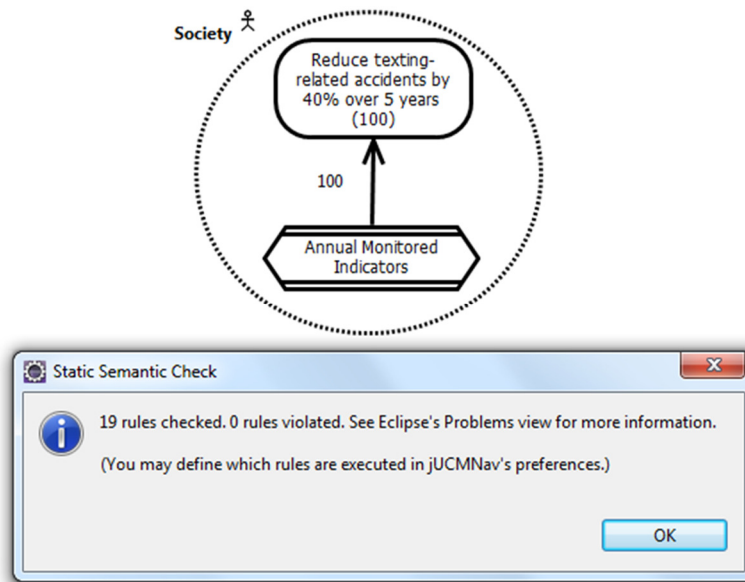 Society
Reduce texting-
related accidents by
40% over 5 years
(100)
100
Annual Monitored
Indicators
Static Semantic Check
19 rules checked. 0 rules violated. See Eclipse's Problems view for more information.
(You may define which rules are executed in jUCMNav's preferences.)
OK